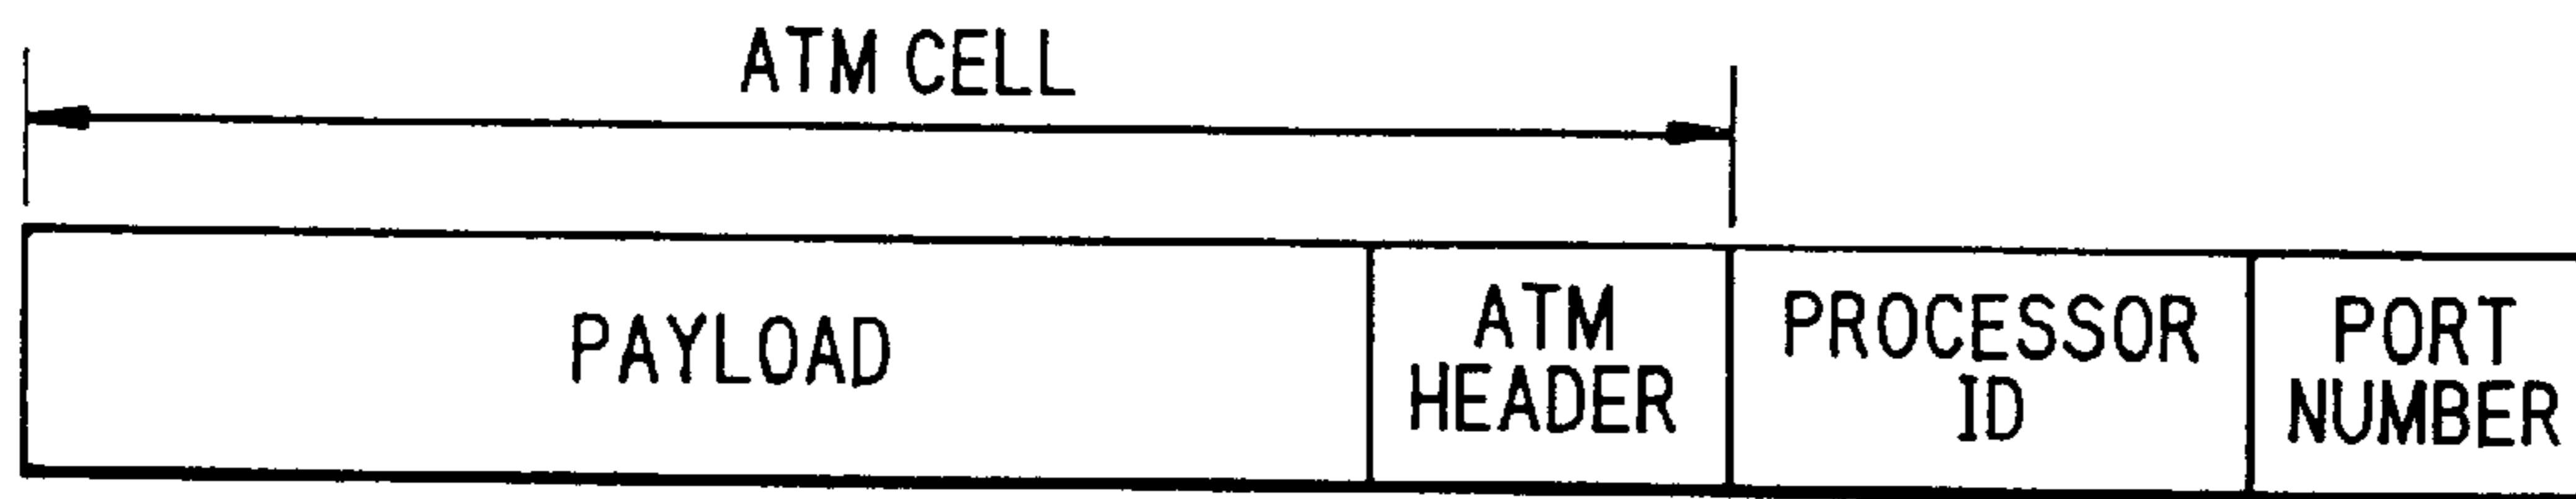 ATM CELL
PAYLOAD
ATM
HEADER
PROCESSOR
ID
PORT
NUMBER